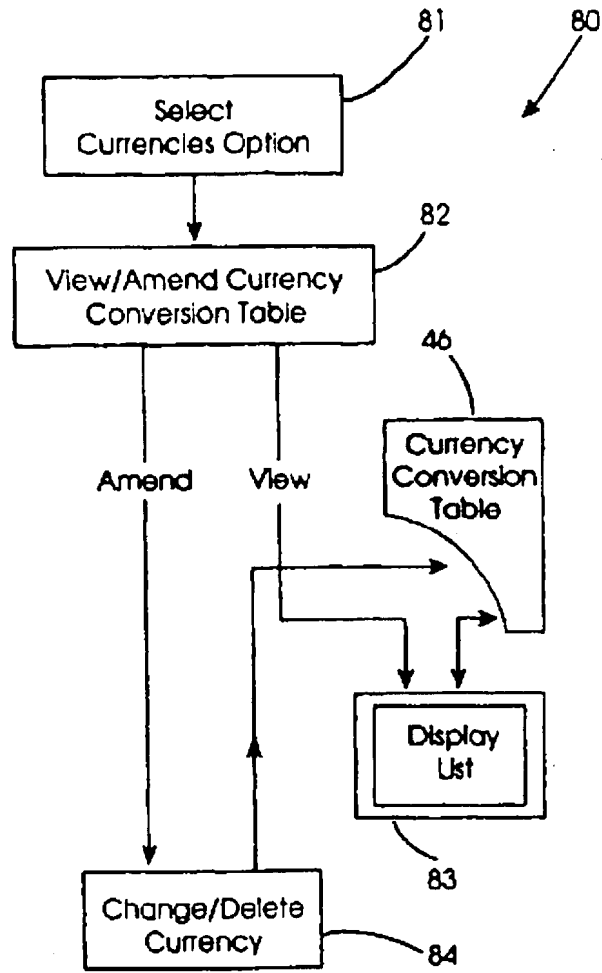 81
80
Select
Currencies Option
82
View/Amend Currency
Conversion Table
46
Currency
Conversion
Table
Amend
View
Display
List
83
Change/Delete
Currency
84